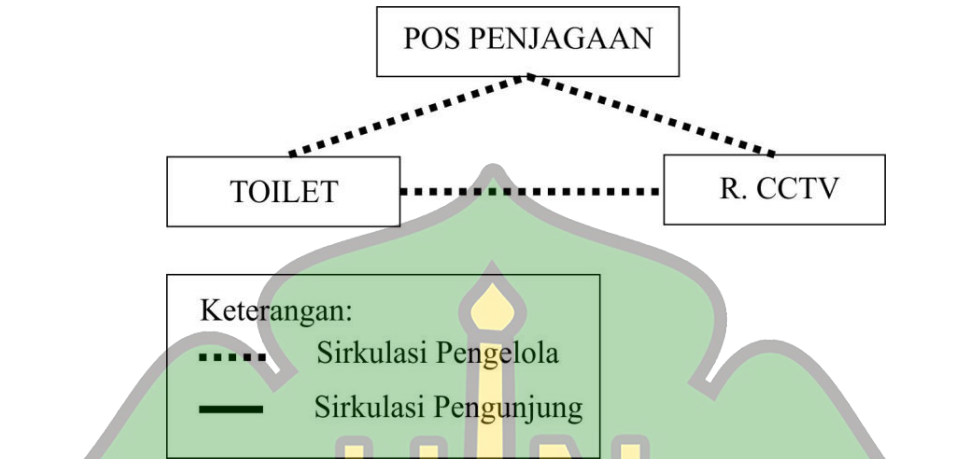 POS PENJAGAAN
TOILET
R. CCTV
Keterangan:
Sirkulasi Pengelola
Sirkulasi Pengunjung